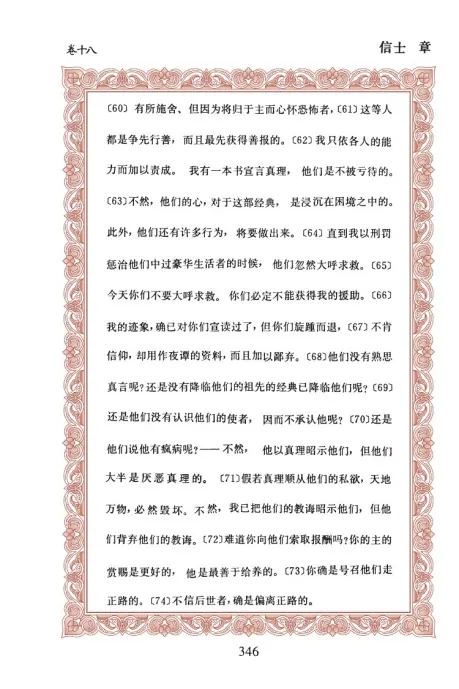 卷十八
信士 章
〔60〕有所施舍、但因为将归于主而心怀恐怖者，〔61〕这等人
都是争先行善，而且最先获得善报的。〔62〕我只依各人的能
力而加以责成。 我有一本书宣言真理， 他们是不被亏待的。
〔63〕不然，他们的心，对于这部经典， 是浸沉在困境之中的。
此外，他们还有许多行为， 将要做出来。〔64〕直到我以刑罚
惩治他们中过豪华生活者的时候， 他们忽然大呼求救。〔65〕
今天你们不要大呼求救。 你们必定不能获得我的援助。〔66〕
我的迹象，确已对你们宣读过了，但你们旋踵而退，〔67〕不肯
信仰，却用作夜谭的资料，而且加以鄙弃。〔68〕他们没有熟思
真言呢？还是没有降临他们的祖先的经典已降临他们呢？〔69〕
还是他们没有认识他们的使者， 因而不承认他呢？〔70〕还是
他们说他有疯病呢？——不然， 他以真理昭示他们，但他们
大半是厌恶真理的。〔71〕假若真理顺从他们的私欲，天地
万物，必然毁坏。不然，我已把他们的教诲昭示他们，但他
们背弃他们的教诲。〔72〕难道你向他们索取报酬吗？你的主的
赏赐是更好的， 他是最善于给养的。〔73〕你确是号召他们走
正路的。〔74〕不信后世者，确是偏离正路的。
346